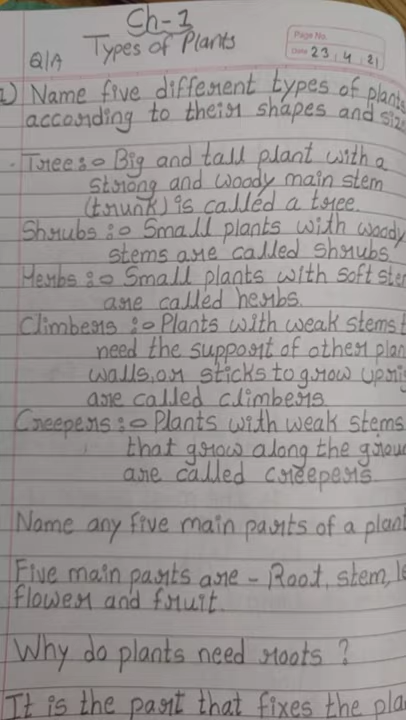 Ch-1
Types of Plants
Page No.
Date 23 4 21
Q|A
Name five different types of plants
according to their shapes and size
Trees :- Big and tall plant with a
strong and woody main stem
(trunk) is called a tree.
Shrubs :- Small plants with woody
stems are called shrubs.
Herbs :- Small plants with soft
are called herbs.
Climbers :- Plants with weak stems
need the support of other
walls, or sticks to grow
are called climbers.
Creepers :- Plants with weak stems
that grow along the
are called creepers.
Name any five main parts of a plant
Five main parts are - Root, stem,
flower and fruit.
Why do plants need roots ?
It is the part that fixes the